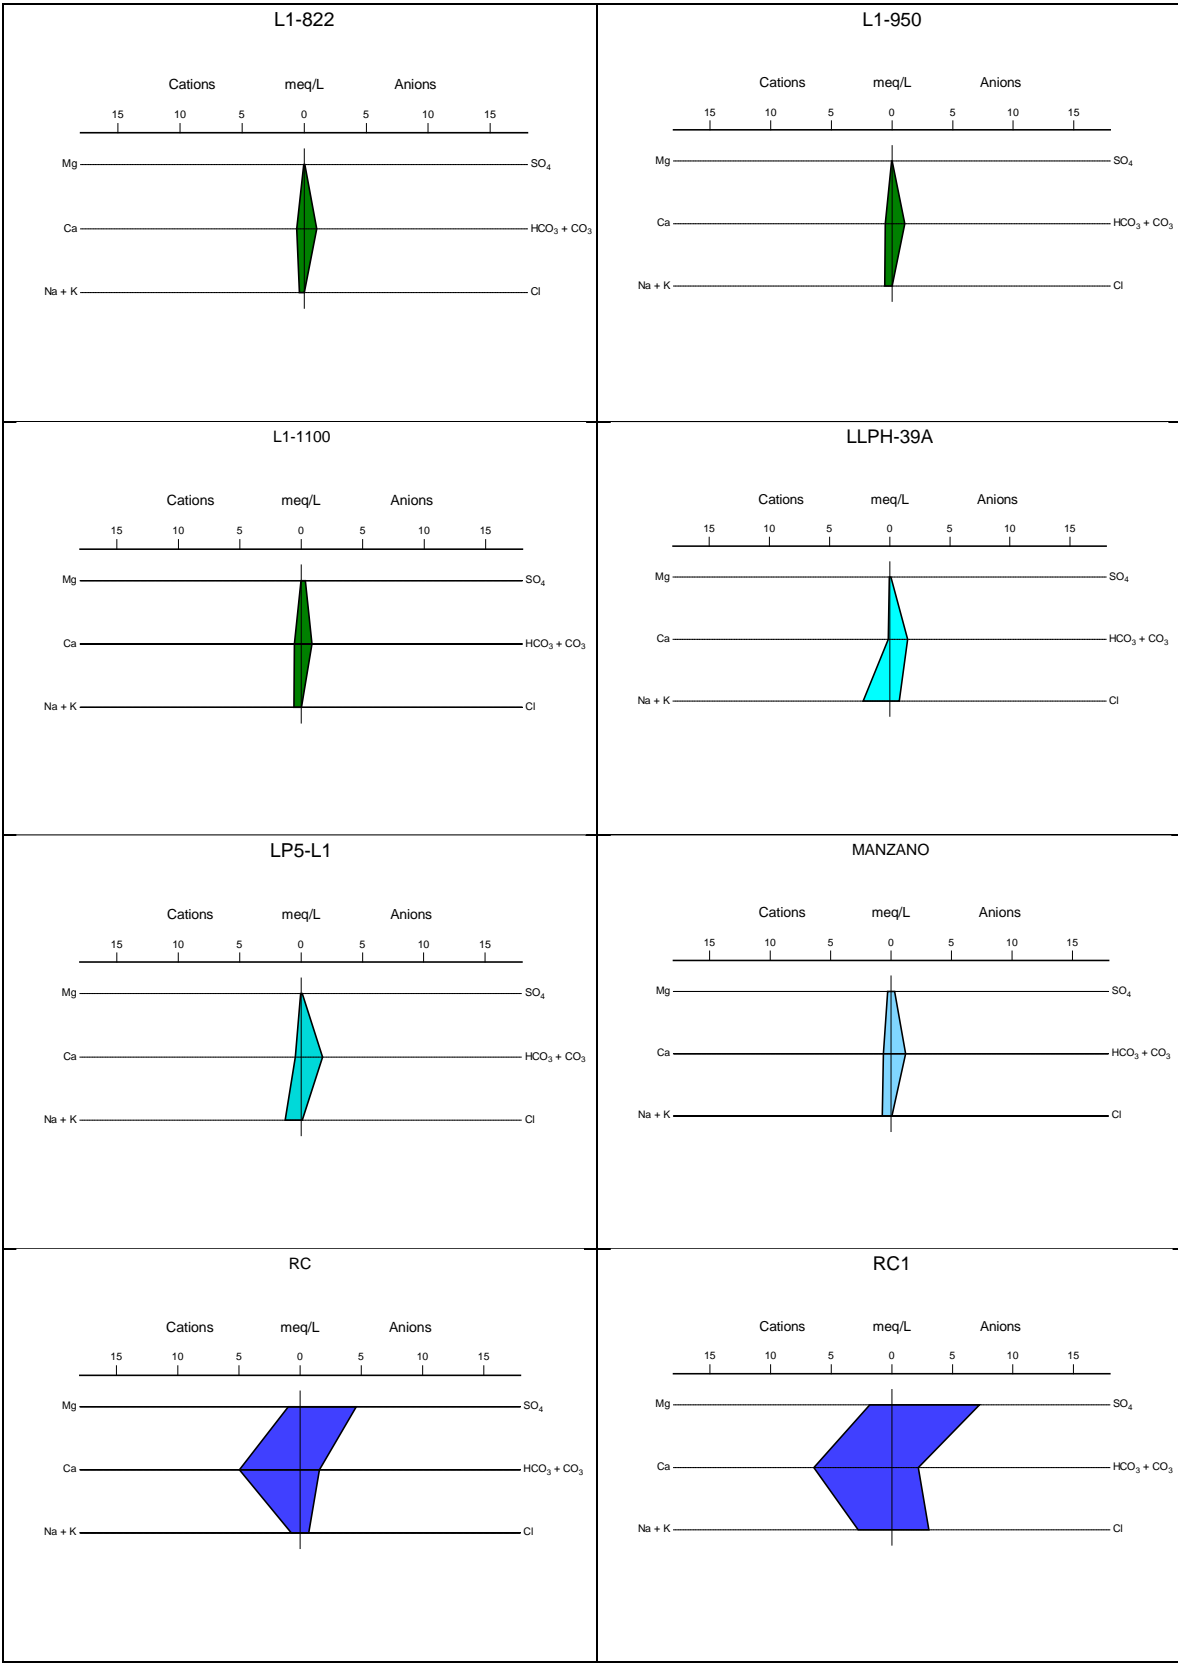 L1-822
Cations meq/L Anions
15 10 5 0 5 10 15
Mg SO₄
Ca HCO₃ + CO₃
Na + K Cl
L1-950
Cations meq/L Anions
15 10 5 0 5 10 15
Mg SO₄
Ca HCO₃ + CO₃
Na + K Cl
L1-1100
Cations meq/L Anions
15 10 5 0 5 10 15
Mg SO₄
Ca HCO₃ + CO₃
Na + K Cl
LLPH-39A
Cations meq/L Anions
15 10 5 0 5 10 15
Mg SO₄
Ca HCO₃ + CO₃
Na + K Cl
LP5-L1
Cations meq/L Anions
15 10 5 0 5 10 15
Mg SO₄
Ca HCO₃ + CO₃
Na + K Cl
MANZANO
Cations meq/L Anions
15 10 5 0 5 10 15
Mg SO₄
Ca HCO₃ + CO₃
Na + K Cl
RC
Cations meq/L Anions
15 10 5 0 5 10 15
Mg SO₄
Ca HCO₃ + CO₃
Na + K Cl
RC1
Cations meq/L Anions
15 10 5 0 5 10 15
Mg SO₄
Ca HCO₃ + CO₃
Na + K Cl